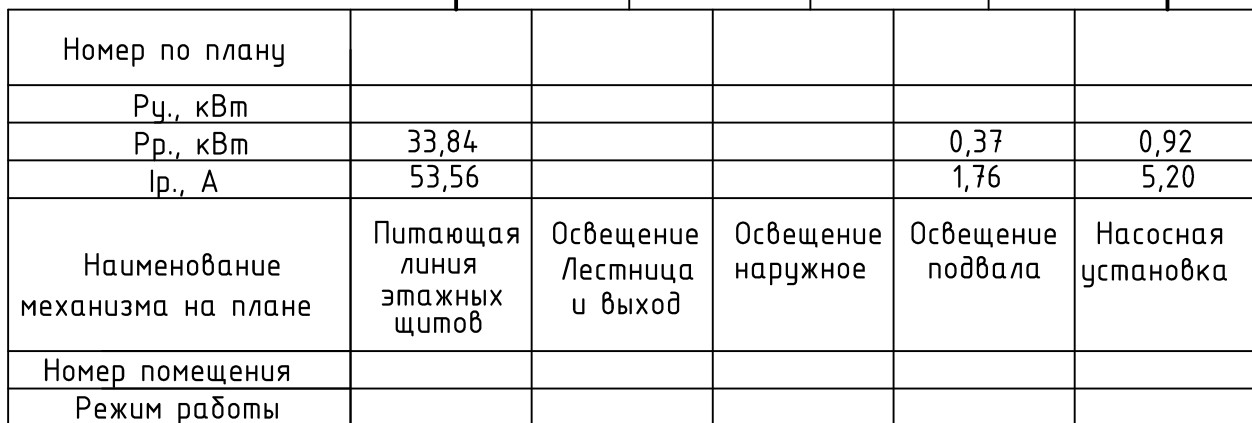 Номер по плану
Ру., кВт
Рр., кВт 33,84 0,37 0,92
Iр., А 53,56 1,76 5,20
Наименование
механизма на плане
Питающая
линия
этажных
щитов
Освещение
Лестница
и выход
Освещение
наружное
Освещение
подвала
Насосная
установка
Номер помещения
Режим работы